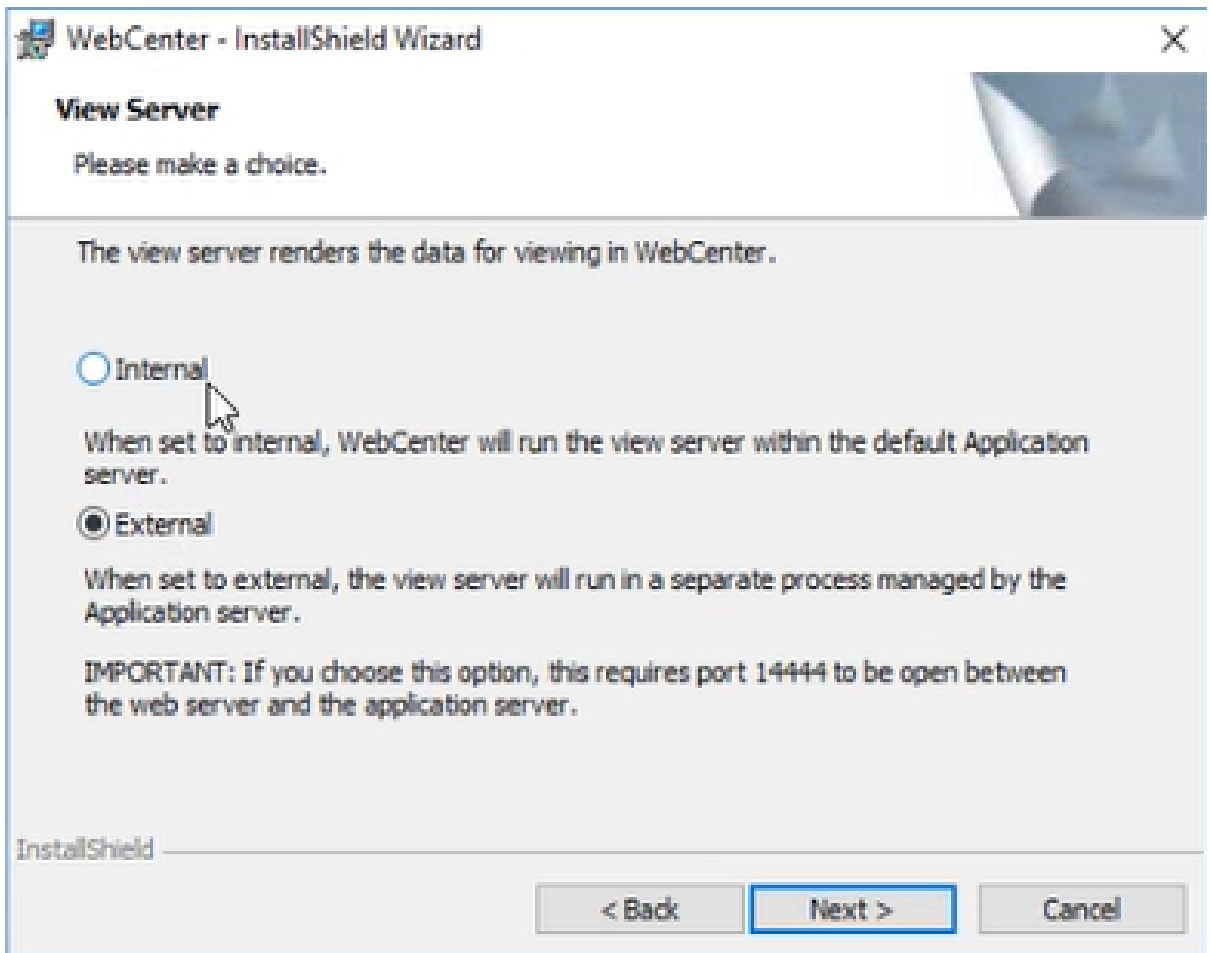 WebCenter - InstallShield Wizard
View Server
Please make a choice.
The view server renders the data for viewing in WebCenter.
Internal
When set to internal, WebCenter will run the view server within the default Application
server.
External
When set to external, the view server will run in a separate process managed by the
Application server.
IMPORTANT: If you choose this option, this requires port 14444 to be open between
the web server and the application server.
InstallShield
< Back Next > Cancel